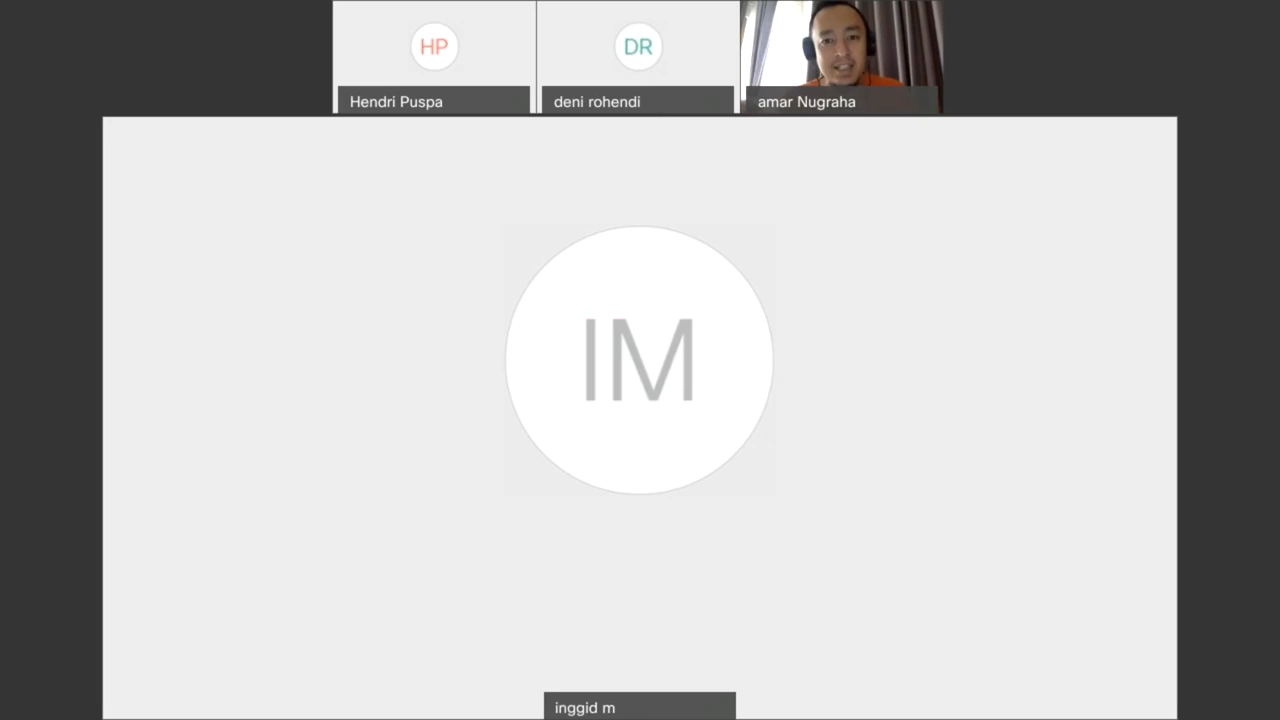 HP
DR
Hendri Puspa
deni rohendi
amar Nugraha
IM
inggid m